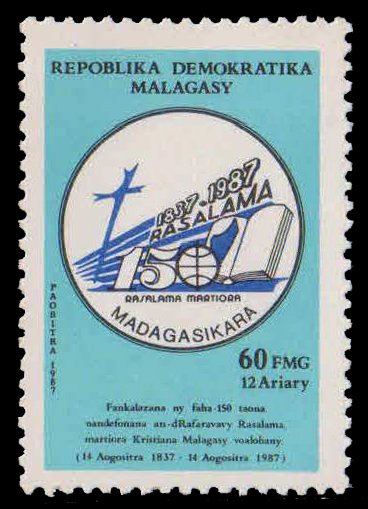 REPOBLIKA DEMOKRATIKA
MALAGASY
1837-1987
RASALAMA
150
RASALAMA MARTIORA
MADAGASIKARA
PAOSITRA 1987
60 FMG
12 Ariary
Fankalazana ny faha-150 taona
nandefonana an-dRafaravavy Rasalama,
martiora Kristiana Malagasy voalohany.
(14 Aogositra 1837 - 14 Aogositra 1987)